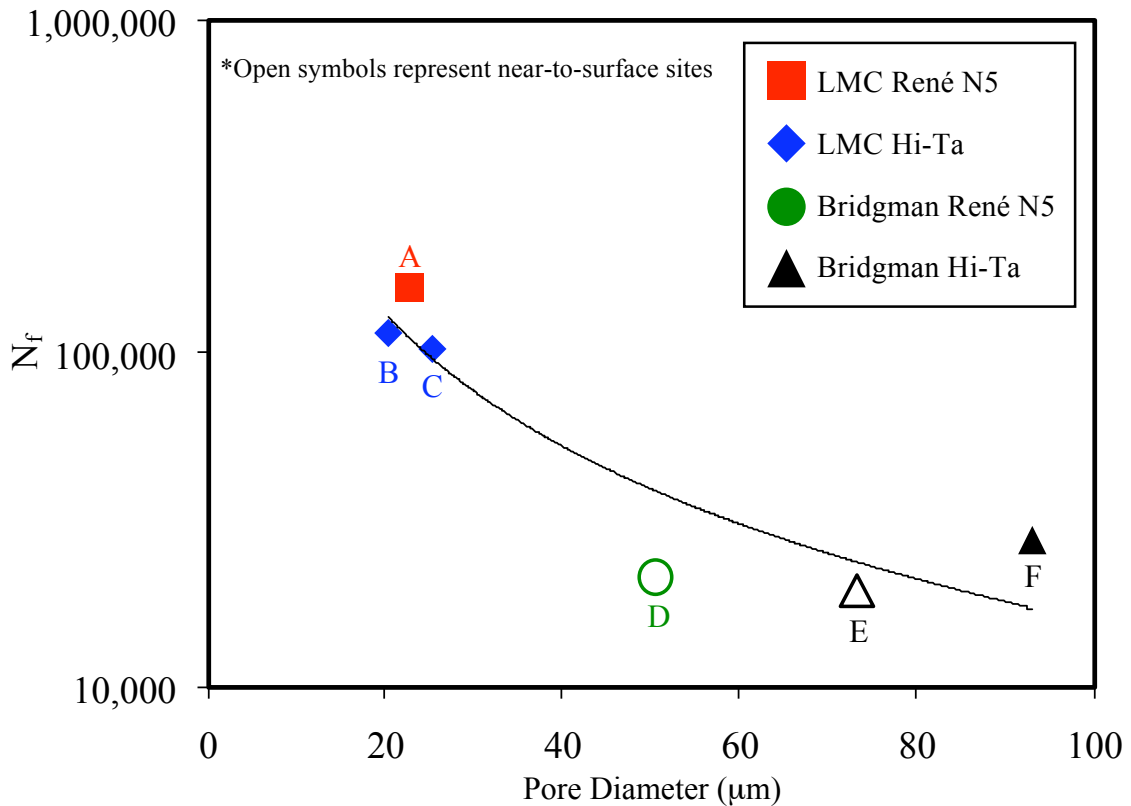 1,000,000
*Open symbols represent near-to-surface sites
LMC René N5
LMC Hi-Ta
Bridgman René N5
Bridgman Hi-Ta
A
B
C
D
E
F
N_f
100,000
10,000
0
20
40
60
80
100
Pore Diameter (μm)